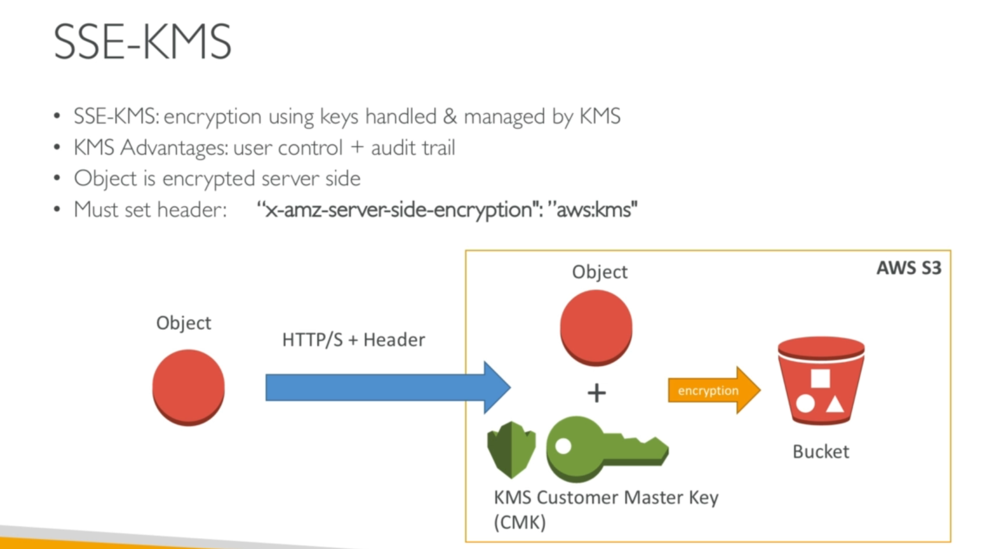 SSE-KMS
• SSE-KMS: encryption using keys handled & managed by KMS
• KMS Advantages: user control + audit trail
• Object is encrypted server side
• Must set header: “x-amz-server-side-encryption": ”aws:kms"
AWS S3
Object
Object
HTTP/S + Header
+
encryption
Bucket
KMS Customer Master Key
(CMK)